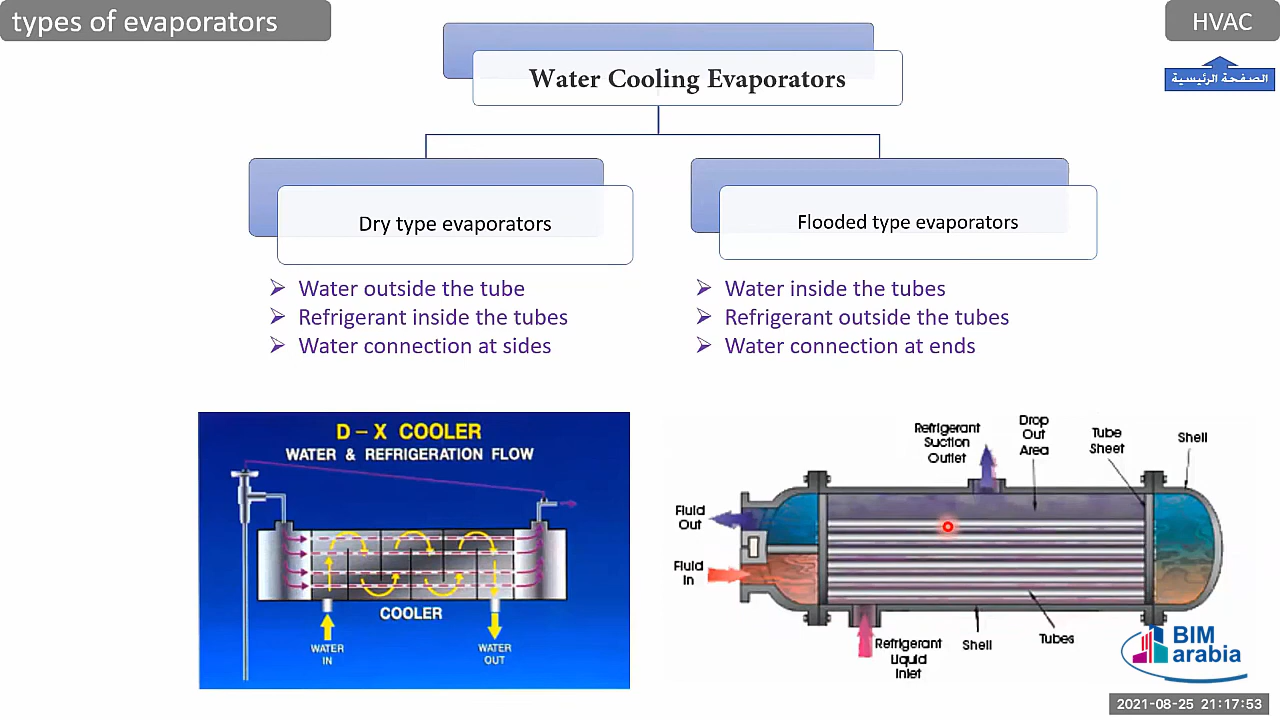 types of evaporators
HVAC
الصفحة الرئيسية
Water Cooling Evaporators
Dry type evaporators
Flooded type evaporators
➢ Water outside the tube
➢ Refrigerant inside the tubes
➢ Water connection at sides
➢ Water inside the tubes
➢ Refrigerant outside the tubes
➢ Water connection at ends
D – X COOLER
WATER & REFRIGERATION FLOW
COOLER
WATER
IN
WATER
OUT
Refrigerant
Suction
Outlet
Drop
Out
Area
Tube
Sheet
Shell
Fluid
Out
Fluid
In
Refrigerant
Liquid
Inlet
Shell
Tubes
BIM
arabia
2021-08-25 21:17:53